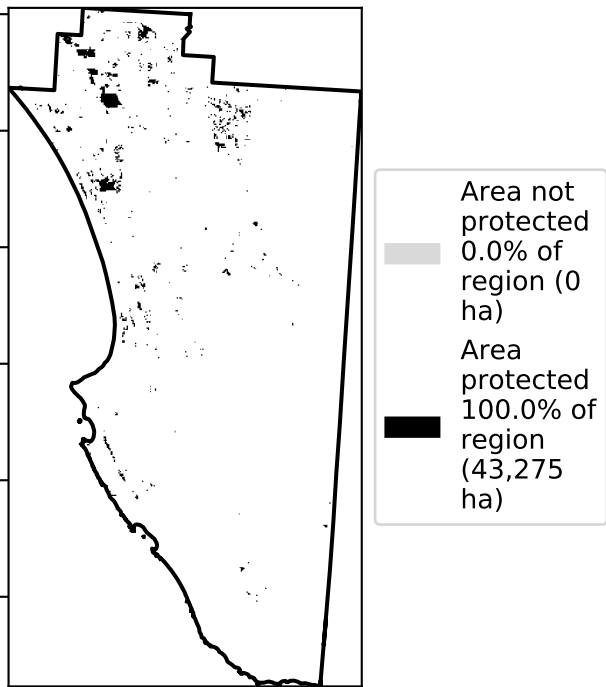 Area not
protected
0.0% of
region (0
ha)
Area
protected
100.0% of
region
(43,275
ha)